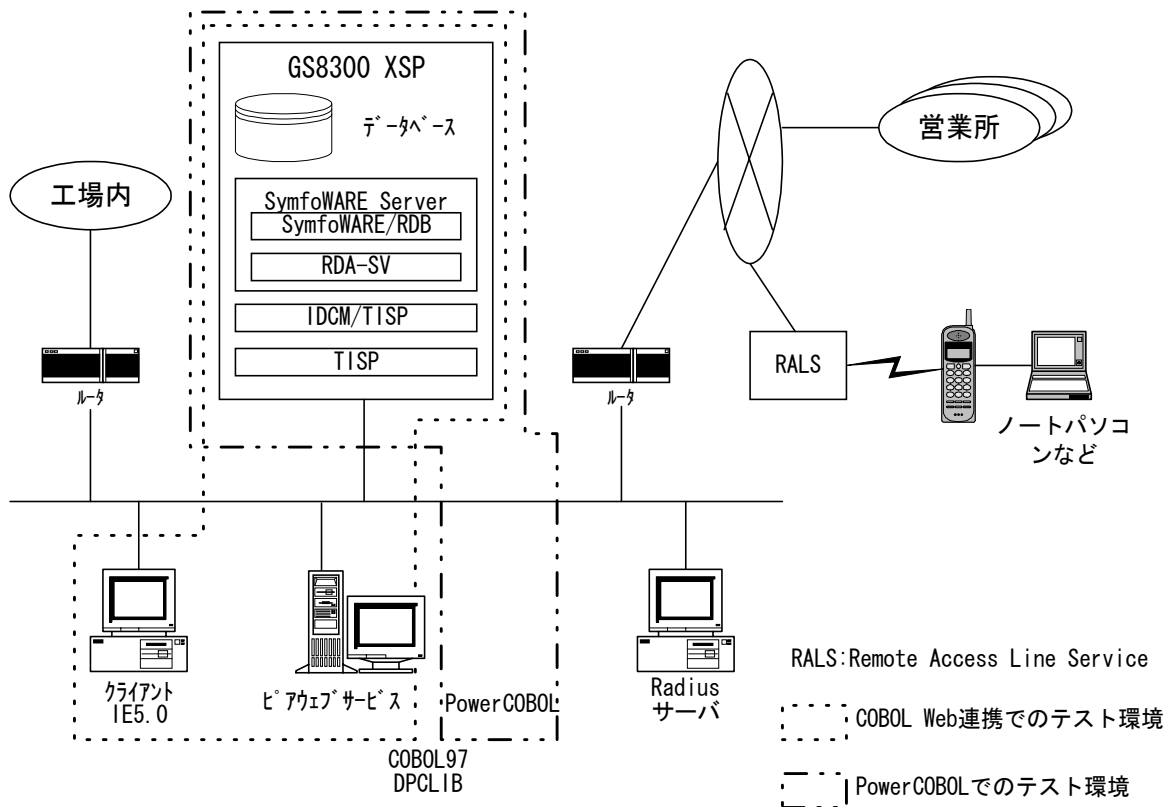 GS8300 XSP
データベース
SymfoWARE Server
SymfoWARE/RDB
RDA-SV
IDCM/TISP
TISP
工場内
ルータ
営業所
RALS
ルータ
ノートパソコ
ンなど
クライアント
IE5.0
ピアウェブサービス
PowerCOBOL
COBOL97
DPCLIB
Radius
サーバ
RALS:Remote Access Line Service
COBOL Web連携でのテスト環境
PowerCOBOLでのテスト環境